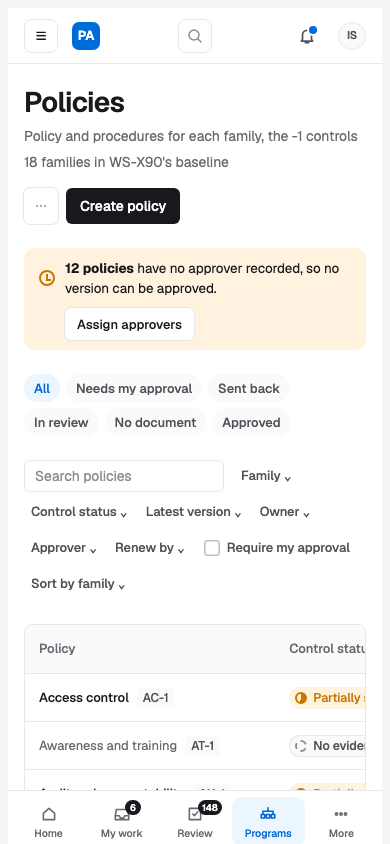 PA
IS
Policies
Policy and procedures for each family, the -1 controls
18 families in WS-X90's baseline
Create policy
12 policies have no approver recorded, so no
version can be approved.
Assign approvers
All Needs my approval Sent back
In review No document Approved
Search policies Family
Control status Latest version Owner
Approver Renew by Require my approval
Sort by family
Policy Control statu
Access control AC-1 Partially
Awareness and training AT-1 No evide
6 148
Home My work Review Programs More